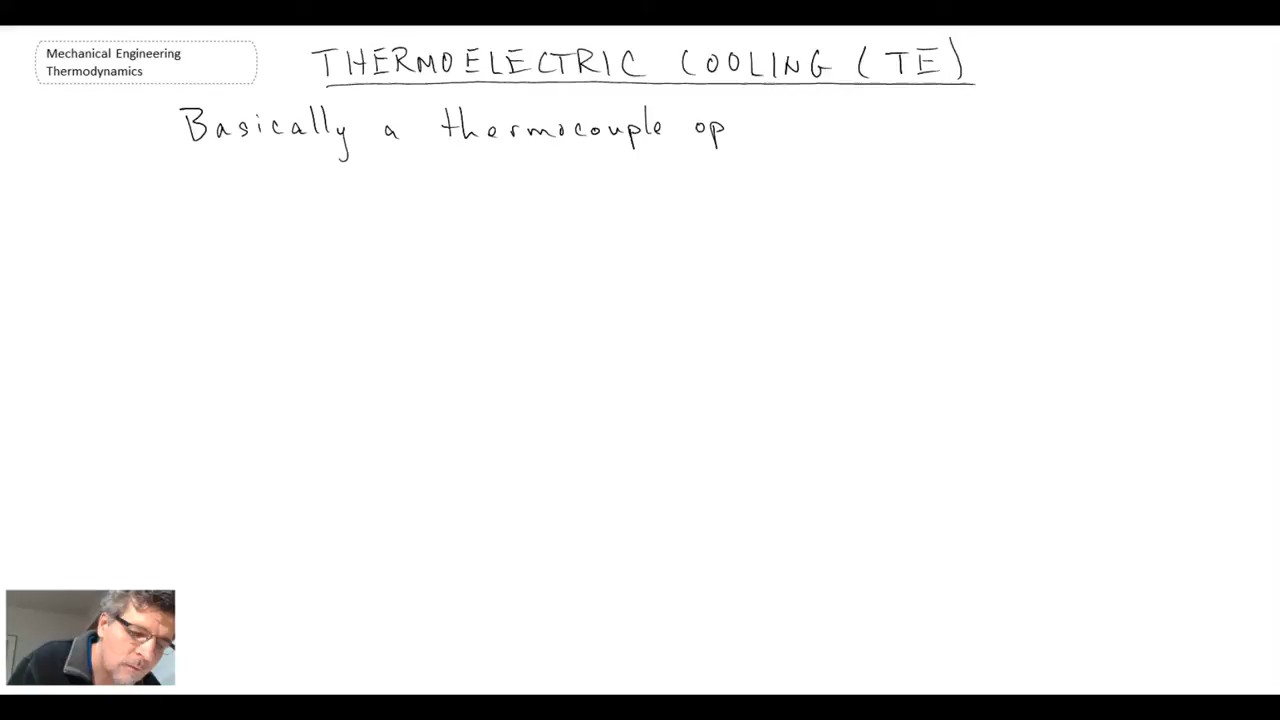 Mechanical Engineering
Thermodynamics
THERMOELECTRIC COOLING (TE)
Basically a thermocouple op